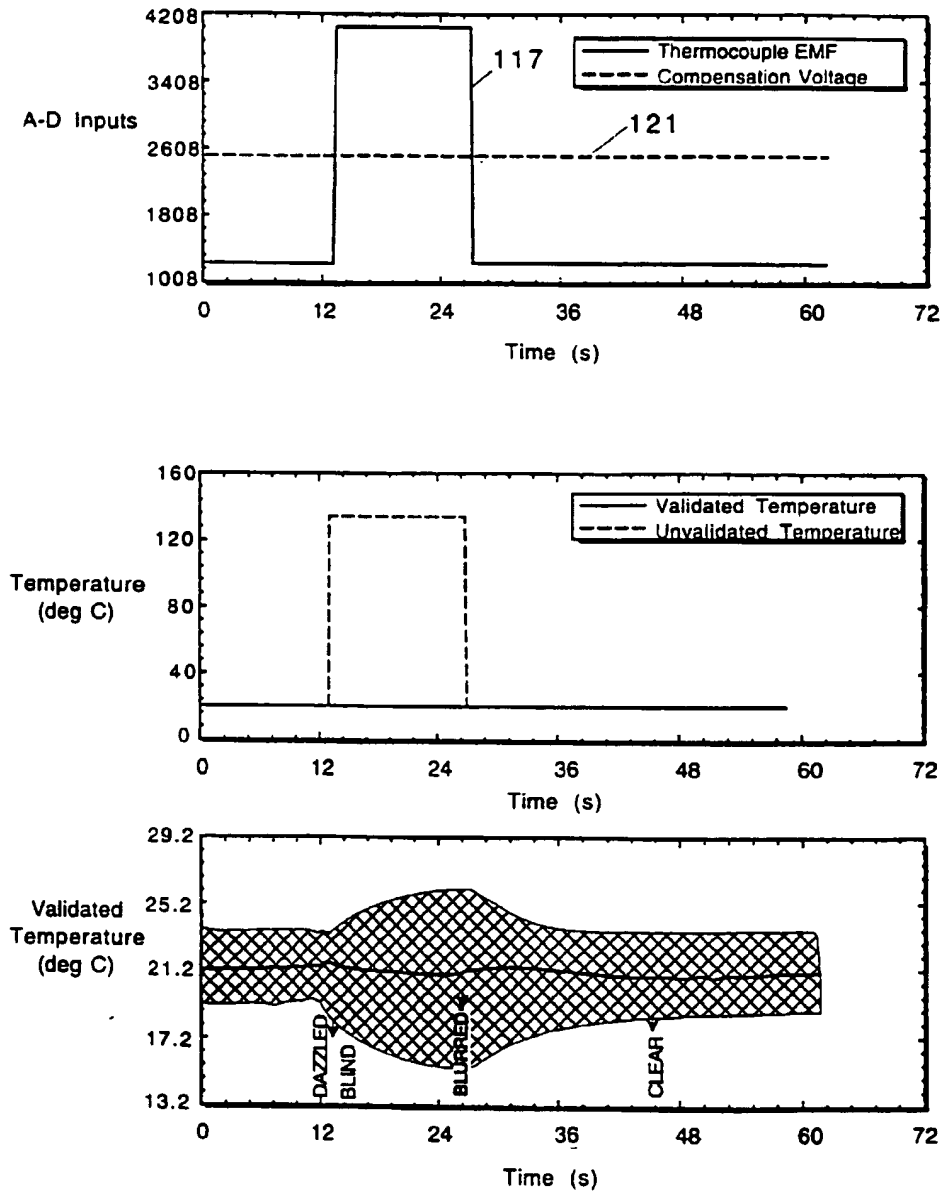 4208
3408
2608
1808
1008
A-D Inputs
117
121
Thermocouple EMF
Compensation Voltage
0 12 24 36 48 60 72
Time (s)
160
120
80
40
0
Temperature
(deg C)
Validated Temperature
Unvalidated Temperature
0 12 24 36 48 60 72
Time (s)
29.2
25.2
21.2
17.2
13.2
Validated
Temperature
(deg C)
DAZZLED
BLIND
BLURRED
CLEAR
0 12 24 36 48 60 72
Time (s)